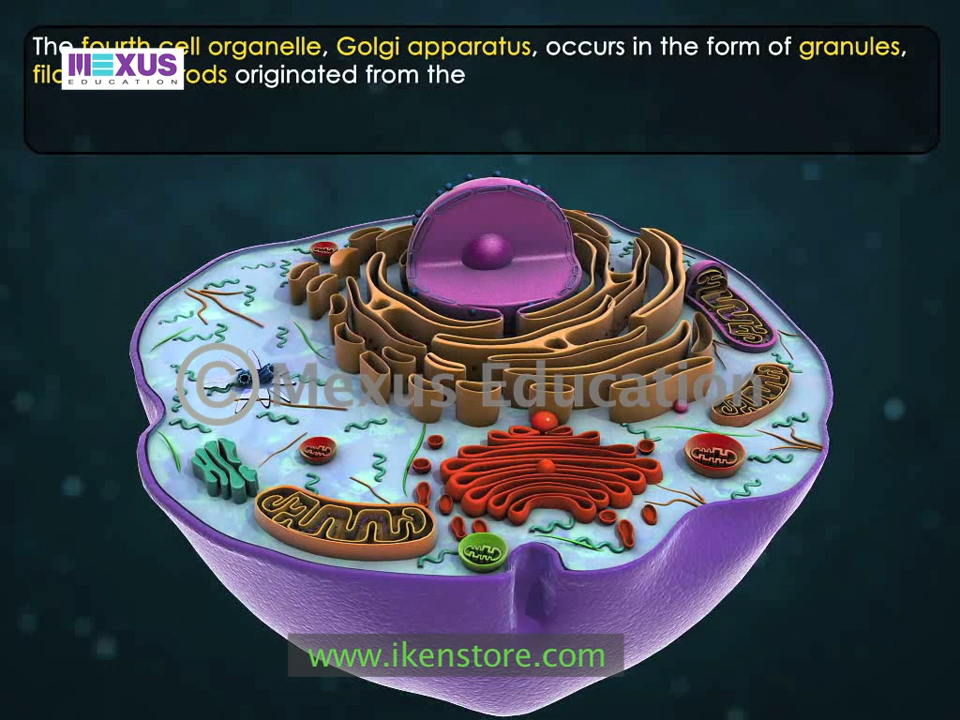 The fourth cell organelle, Golgi apparatus, occurs in the form of granules,
rods originated from the
MEXUS
EDUCATION
© Mexus Education
www.ikenstore.com